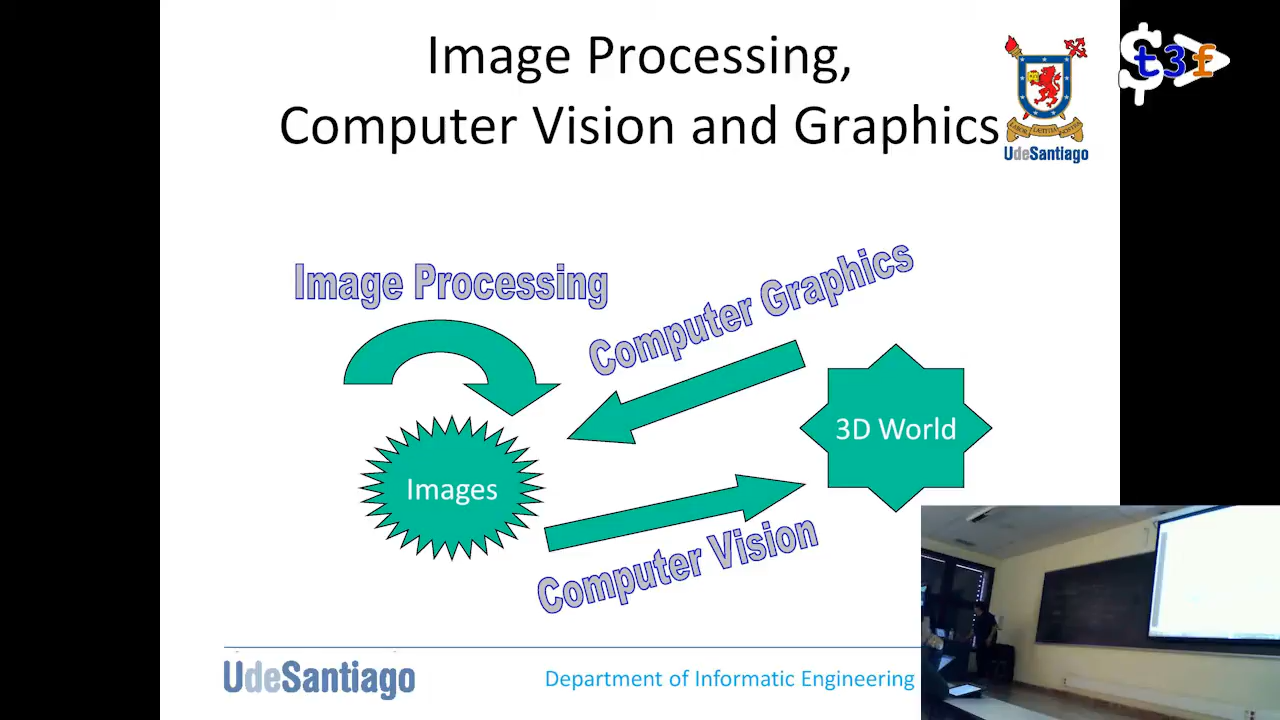 Image Processing,
Computer Vision and Graphics
UdeSantiago
$t3f
Image Processing
Computer Graphics
3D World
Images
Computer Vision
UdeSantiago
Department of Informatic Engineering